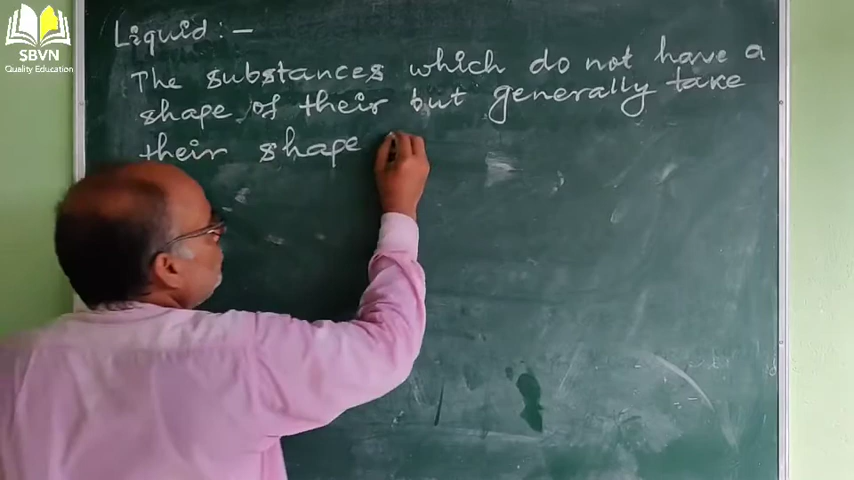 SBVN
Quality Education
Liquid :-
The substances which do not have a
shape of their but generally take
their shape